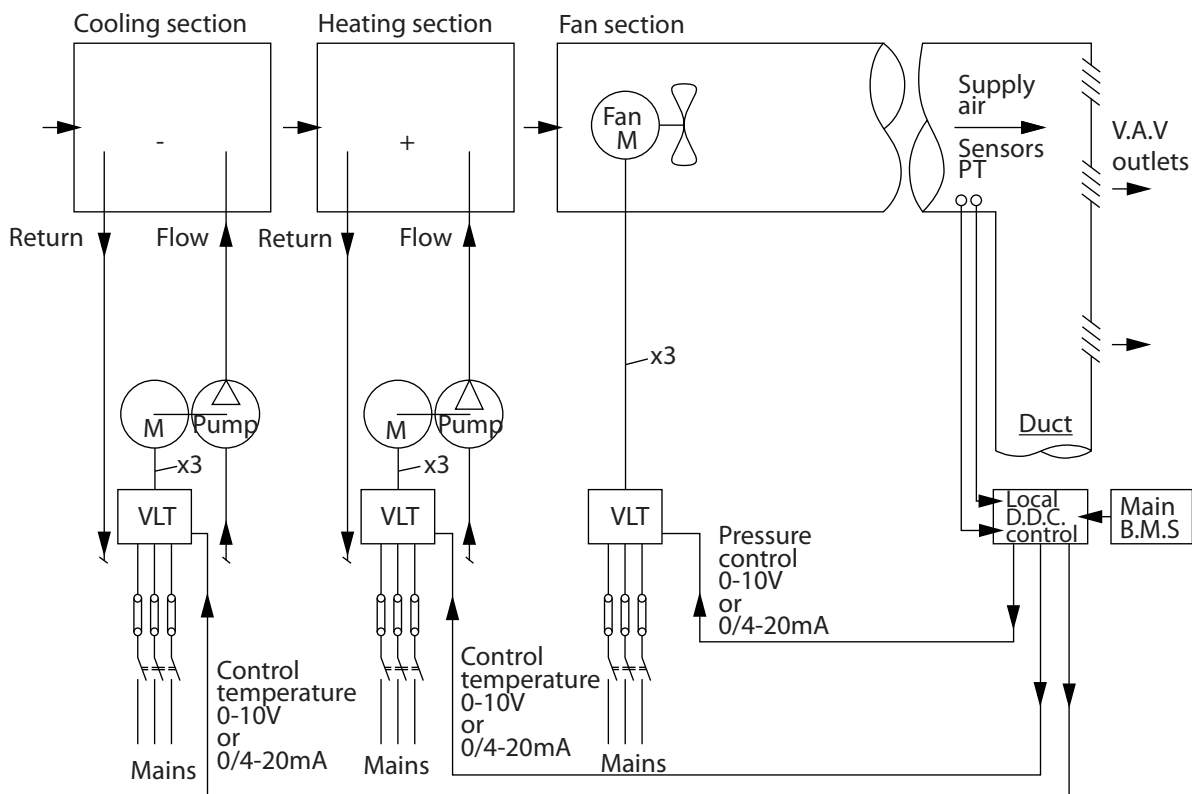 Cooling section
Heating section
Fan section
-
+
Fan
M
Supply
air
Sensors
PT
V.A.V
outlets
Return
Flow
Return
Flow
x3
M
Pump
x3
M
Pump
x3
Duct
VLT
VLT
VLT
Local
D.D.C.
control
Main
B.M.S
Pressure
control
0-10V
or
0/4-20mA
Control
temperature
0-10V
or
0/4-20mA
Control
temperature
0-10V
or
0/4-20mA
Mains
Mains
Mains